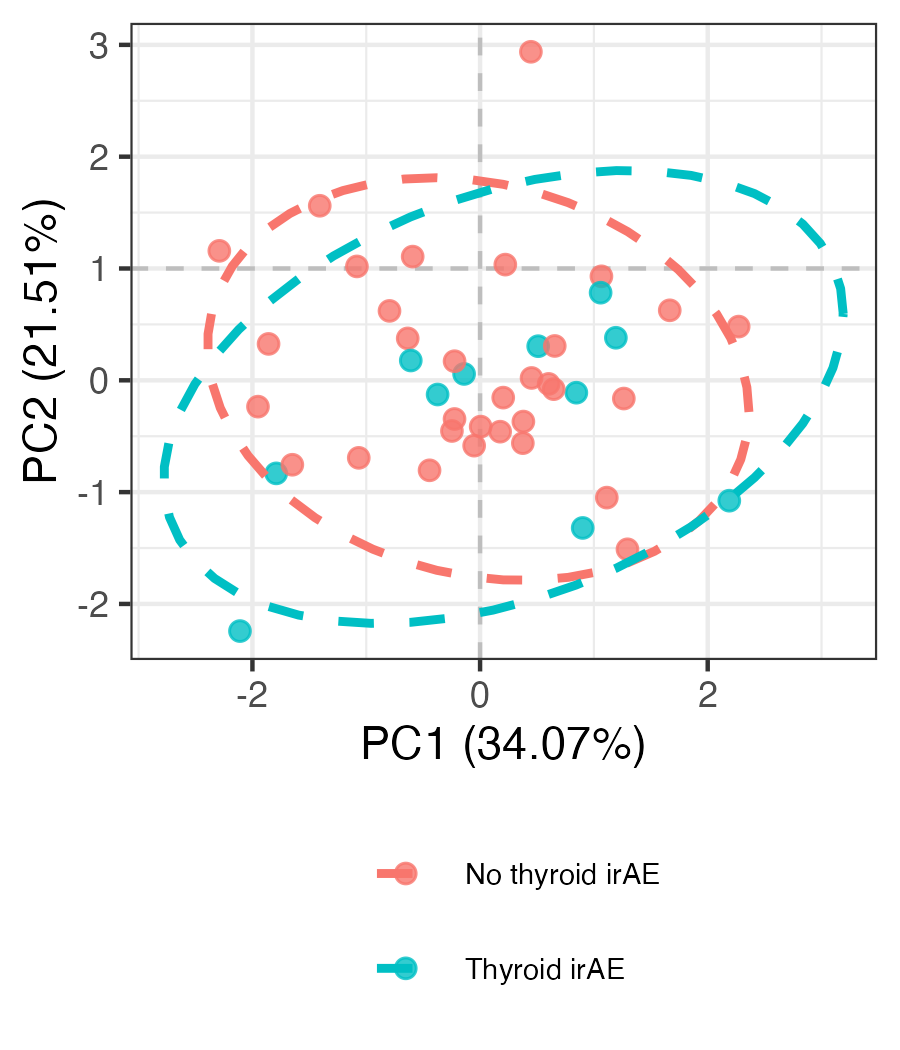 3
2
1
0
-1
-2
PC2 (21.51%)
-2 0 2
PC1 (34.07%)
No thyroid irAE
Thyroid irAE